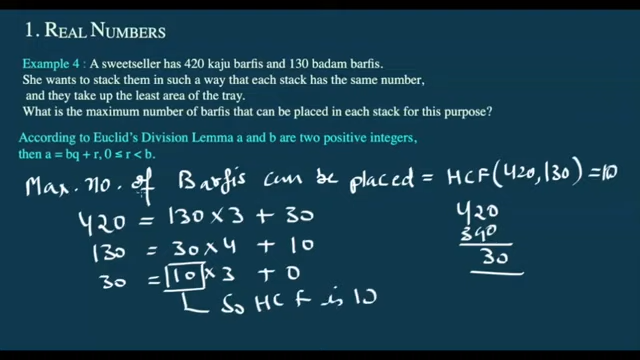 1. REAL NUMBERS
Example 4 : A sweetseller has 420 kaju barfis and 130 badam barfis.
She wants to stack them in such a way that each stack has the same number,
and they take up the least area of the tray.
What is the maximum number of barfis that can be placed in each stack for this purpose?
According to Euclid's Division Lemma a and b are two positive integers,
then a = bq + r, 0 ≤ r < b.
Max. no. of Barfis can be placed = HCF(420,130) = 10
420 = 130 × 3 + 30
130 = 30 × 4 + 10
30 = 10 × 3 + 0
So HCF is 10
420
390
30